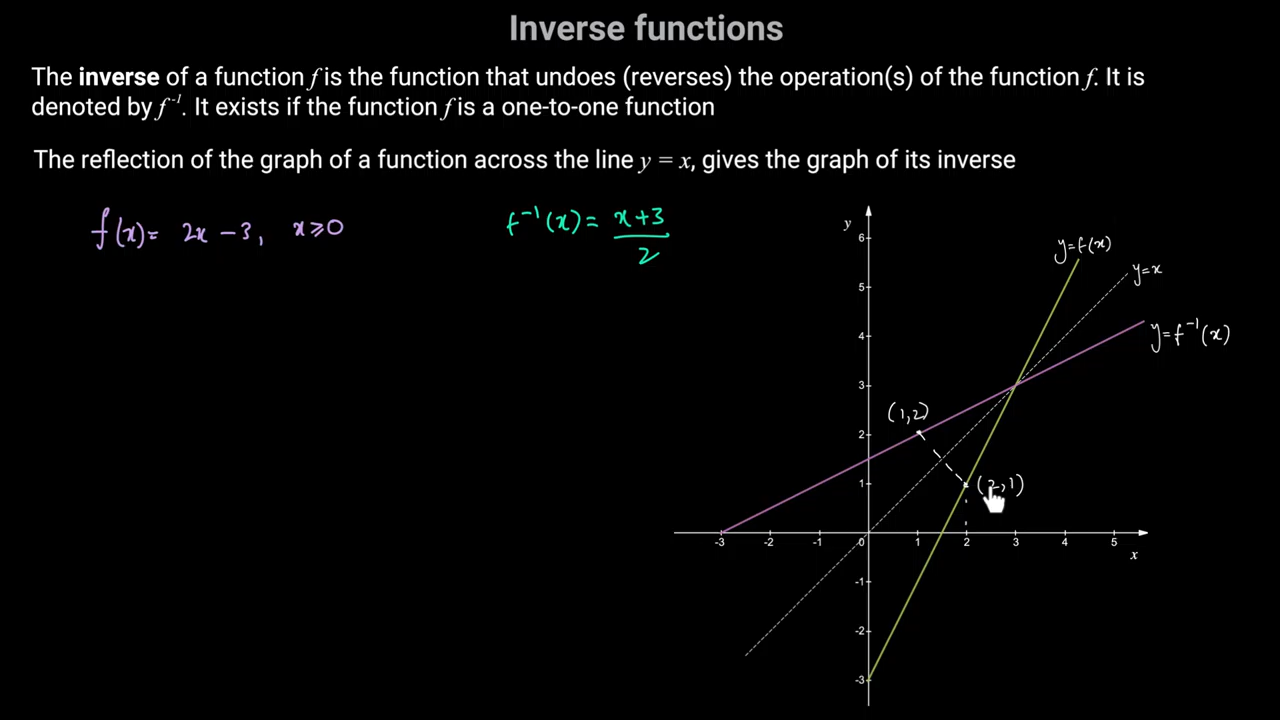 Inverse functions
The inverse of a function f is the function that undoes (reverses) the operation(s) of the function f. It is
denoted by f⁻¹. It exists if the function f is a one-to-one function
The reflection of the graph of a function across the line y = x, gives the graph of its inverse
f(x)= 2x - 3, x ≥ 0
f⁻¹(x) = x+3
2
y
6
y=f(x)
y=x
5
4
y=f⁻¹(x)
3
(1,2)
2
1
(2,1)
-3 -2 -1 0 1 2 3 4 5
x
-1
-2
-3